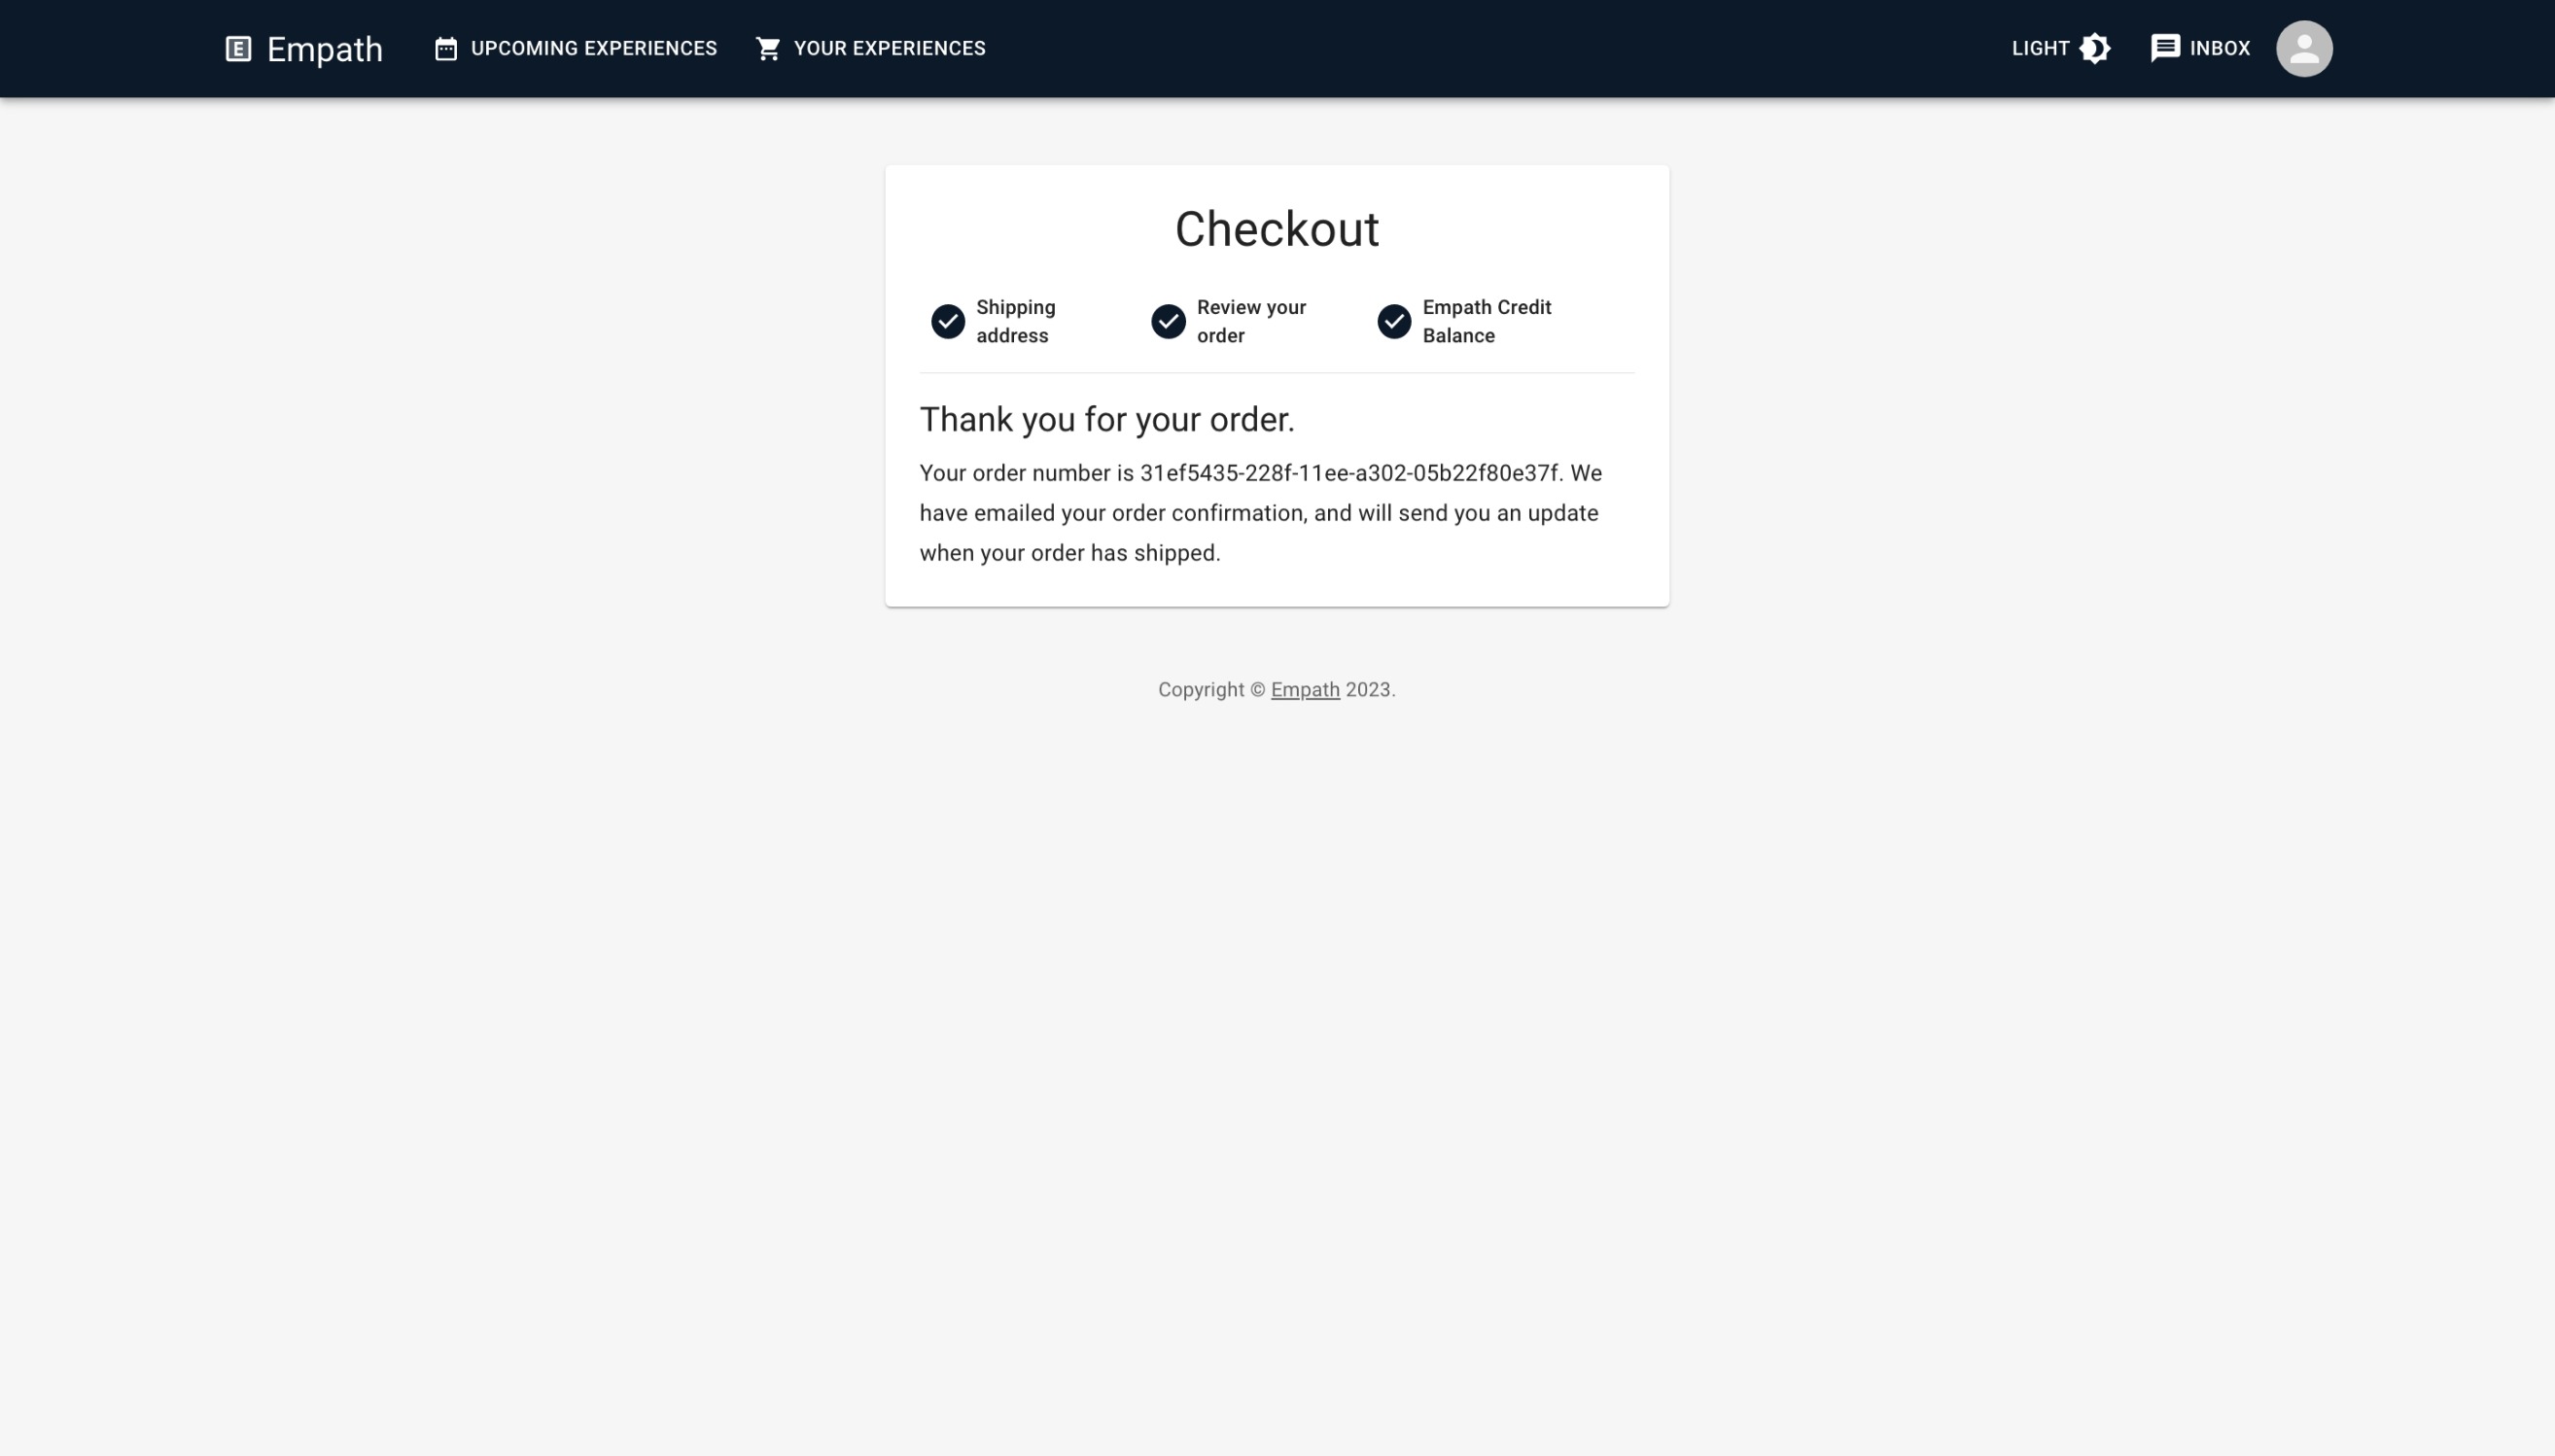 E Empath
UPCOMING EXPERIENCES
YOUR EXPERIENCES
LIGHT
INBOX
Checkout
Shipping
address
Review your
order
Empath Credit
Balance
Thank you for your order.
Your order number is 31ef5435-228f-11ee-a302-05b22f80e37f. We
have emailed your order confirmation, and will send you an update
when your order has shipped.
Copyright © Empath 2023.